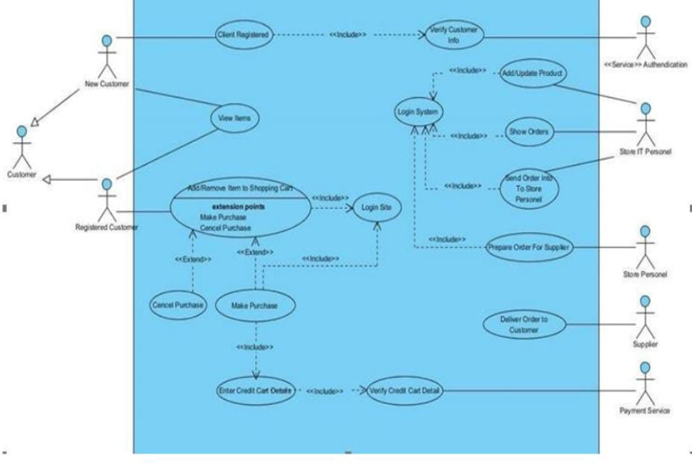 Client Registered
<<Include>>
Verify Customer
Info
<<Service>> Authentication
New Customer
<<Include>>
Add/Update Product
View Items
Login System
<<Include>>
Show Orders
Store IT Personel
Customer
Registered Customer
Add/Remove Item to Shopping Cart
extension points
Make Purchase
Cancel Purchase
<<Include>>
Login Site
<<Include>>
Send Order Into
To Store
Personel
<<Extend>>
<<Extend>>
<<Include>>
<<Include>>
Prepare Order For Supplier
Store Personel
Cancel Purchase
Make Purchase
Deliver Order to
Customer
Supplier
<<Include>>
Enter Credit Cart Details
<<Include>>
Verify Credit Cart Detail
Payment Service